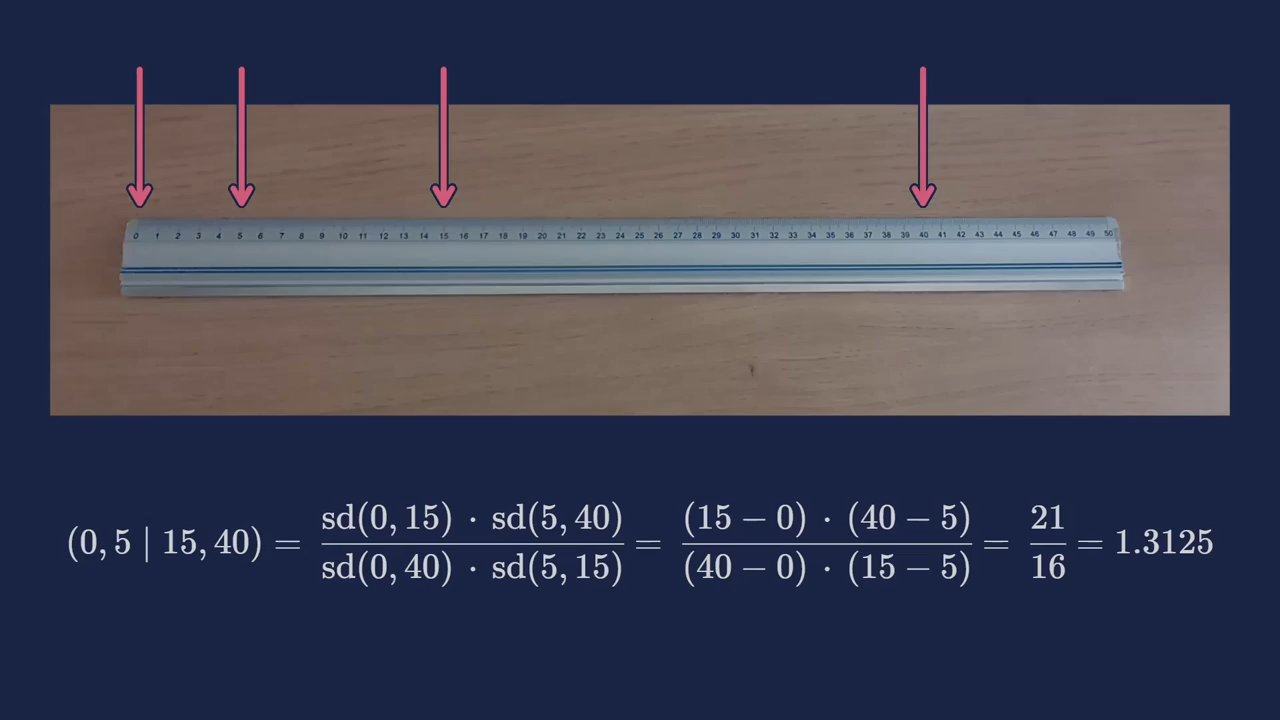 0 1 2 3 4 5 6 7 8 9 10 11 12 13 14 15 16 17 18 19 20 21 22 23 24 25 26 27 28 29 30 31 32 33 34 35 36 37 38 39 40 41 42 43 44 45 46 47 48 49 50
(0, 5 | 15, 40) = sd(0, 15) · sd(5, 40) / sd(0, 40) · sd(5, 15) = (15 − 0) · (40 − 5) / (40 − 0) · (15 − 5) = 21 / 16 = 1.3125